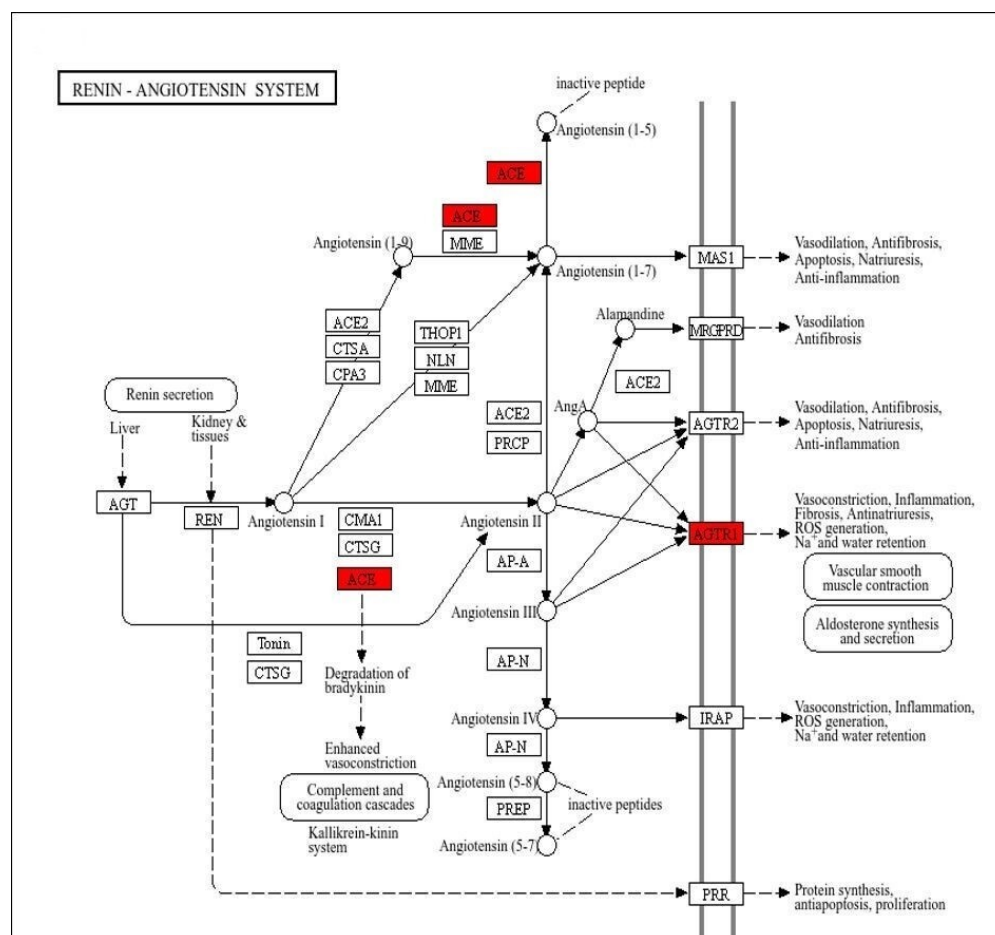 RENIN - ANGIOTENSIN SYSTEM
inactive peptide
Angiotensin (1-5)
ACE
ACE
MME
Angiotensin (1-9)
Angiotensin (1-7)
MAS1
Vasodilation, Antifibrosis,
Apoptosis, Natriuresis,
Anti-inflammation
ACE2
CTSA
CPA3
THOP1
NLN
MME
Alamandine
MRGPRD
Vasodilation
Antifibrosis
ACE2
Renin secretion
Liver
Kidney &
tissues
ACE2
PRCP
AngA
AGTR2
Vasodilation, Antifibrosis,
Apoptosis, Natriuresis,
Anti-inflammation
AGT
REN
Angiotensin I
CMA1
CTSG
ACE
Angiotensin II
AGTR1
Vasoconstriction, Inflammation,
Fibrosis, Antinatriuresis,
ROS generation,
Na⁺and water retention
Vascular smooth
muscle contraction
Aldosterone synthesis
and secretion
AP-A
Angiotensin III
Tonin
CTSG
Degradation of
bradykinin
AP-N
Angiotensin IV
IRAP
Vasoconstriction, Inflammation,
ROS generation,
Na⁺and water retention
Enhanced
vasoconstriction
AP-N
Complement and
coagulation cascades
Kallikrein-kinin
system
Angiotensin (5-8)
PREP
inactive peptides
Angiotensin (5-7)
PRR
Protein synthesis,
antiapoptosis, proliferation